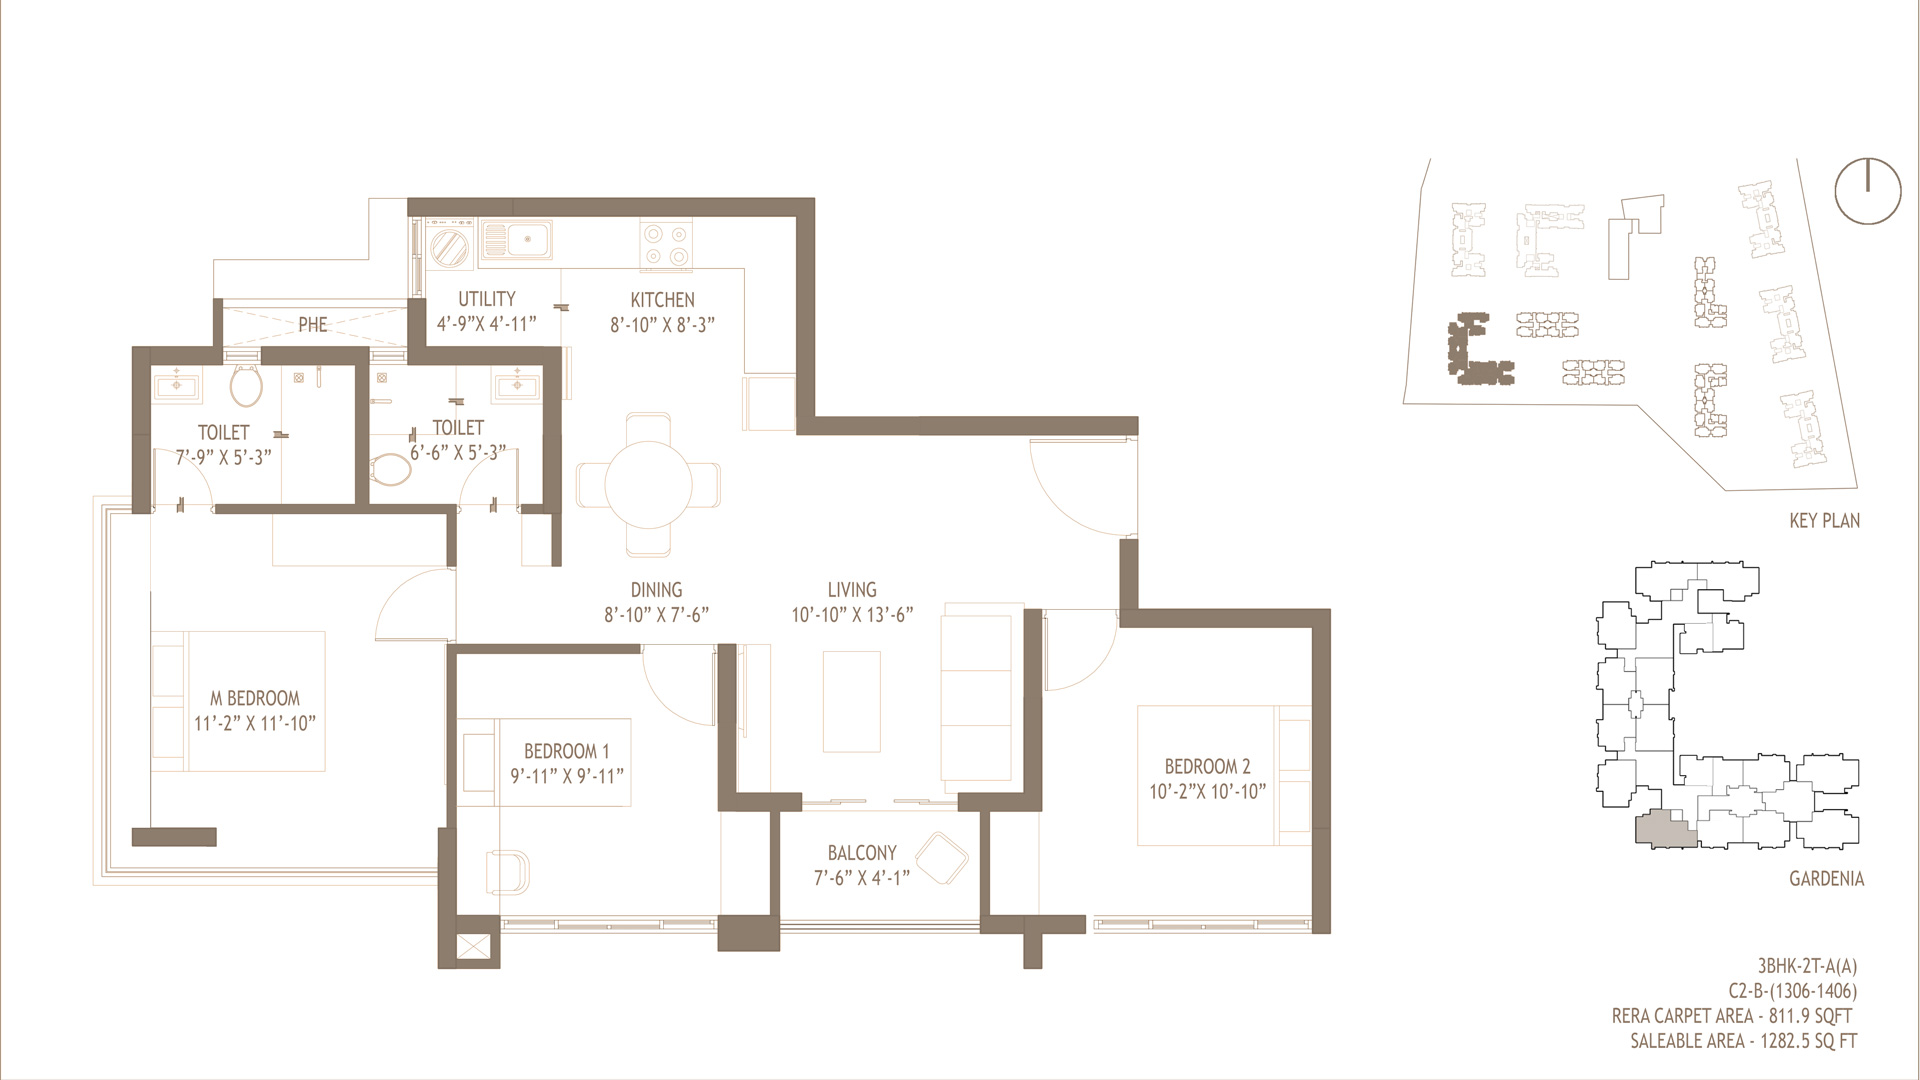 UTILITY
4’-9”X 4’-11”
KITCHEN
8’-10” X 8’-3”
PHE
TOILET
7’-9” X 5’-3”
TOILET
6’-6” X 5’-3”
DINING
8’-10” X 7’-6”
LIVING
10’-10” X 13’-6”
M BEDROOM
11’-2” X 11’-10”
BEDROOM 1
9’-11” X 9’-11”
BEDROOM 2
10’-2”X 10’-10”
BALCONY
7’-6” X 4’-1”
KEY PLAN
GARDENIA
3BHK-2T-A(A)
C2-B-(1306-1406)
RERA CARPET AREA - 811.9 SQFT
SALEABLE AREA - 1282.5 SQ FT